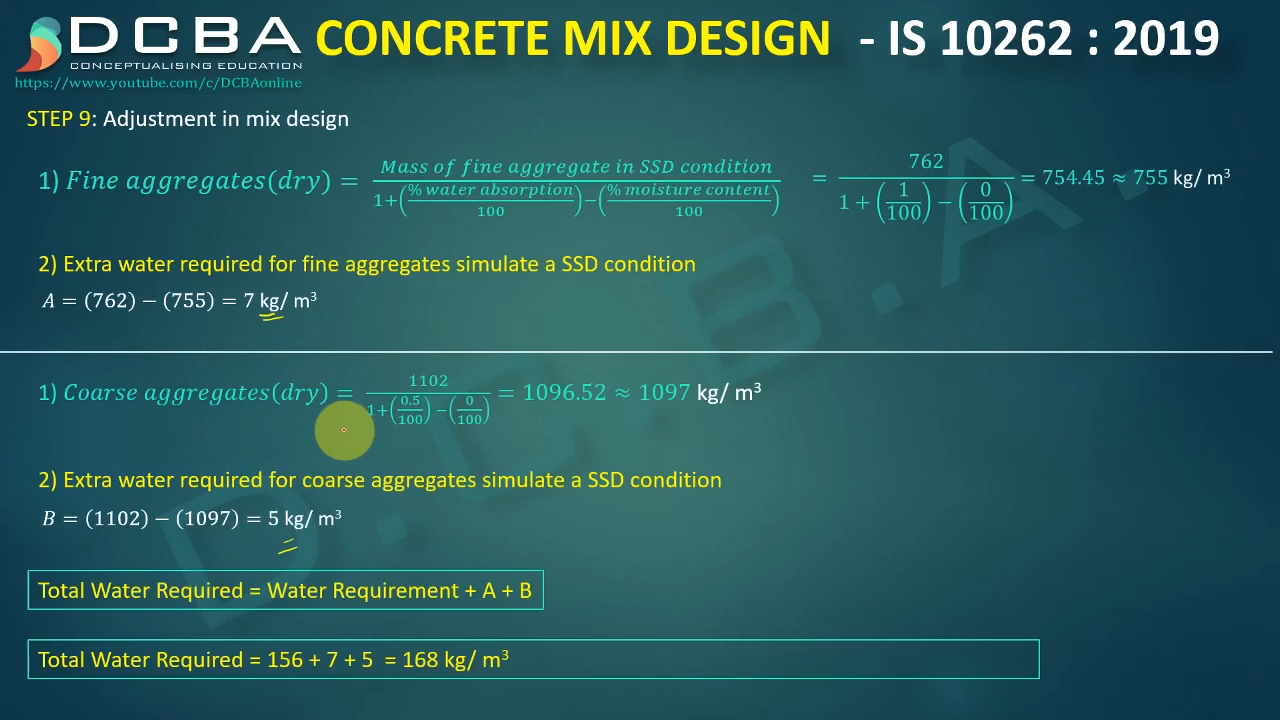 DCBA CONCRETE MIX DESIGN - IS 10262 : 2019
CONCEPTUALISING EDUCATION
https://www.youtube.com/c/DCBAonline
STEP 9: Adjustment in mix design
1) Fine aggregates(dry) = Mass of fine aggregate in SSD condition / 1+(% water absorption/100)−(% moisture content/100) = 762 / 1 + (1/100) − (0/100) = 754.45 ≈ 755 kg/ m³
2) Extra water required for fine aggregates simulate a SSD condition
A = (762) − (755) = 7 kg/ m³
1) Coarse aggregates(dry) = 1102 / 1+(0.5/100) −(0/100) = 1096.52 ≈ 1097 kg/ m³
2) Extra water required for coarse aggregates simulate a SSD condition
B = (1102) − (1097) = 5 kg/ m³
Total Water Required = Water Requirement + A + B
Total Water Required = 156 + 7 + 5 = 168 kg/ m³
D.C.B.A.